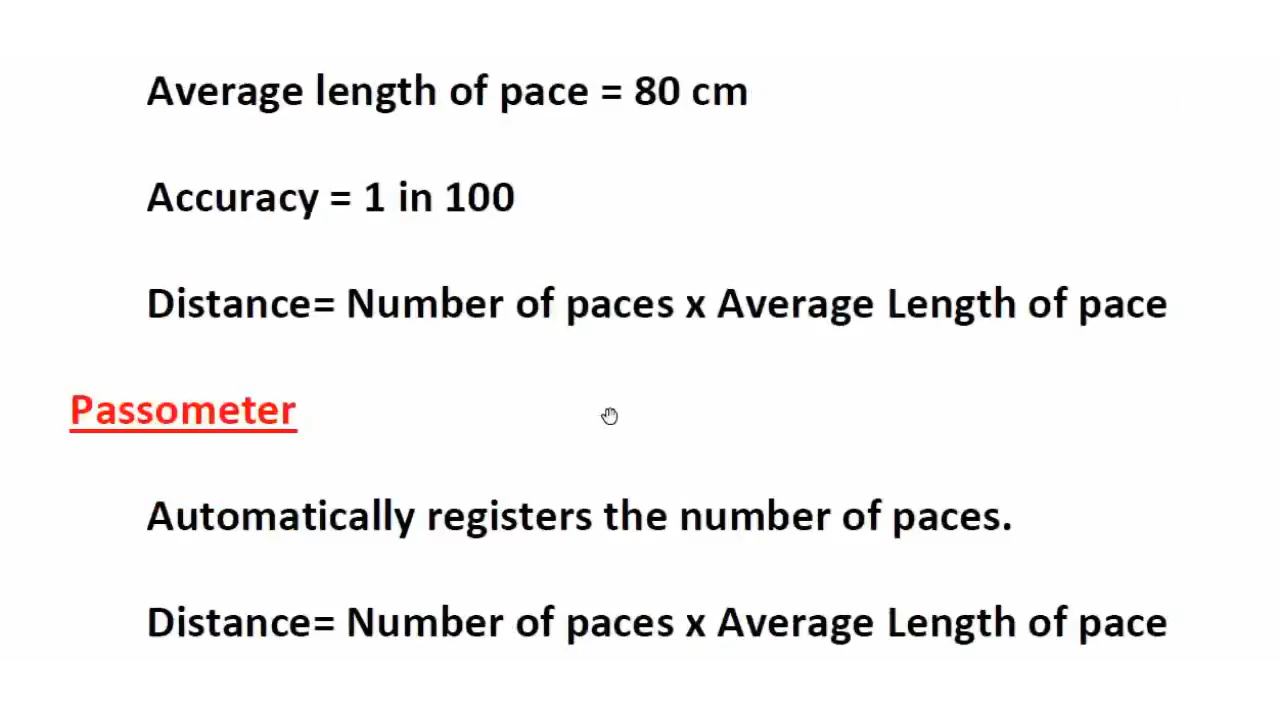 Average length of pace = 80 cm
Accuracy = 1 in 100
Distance= Number of paces x Average Length of pace
Passometer
Automatically registers the number of paces.
Distance= Number of paces x Average Length of pace